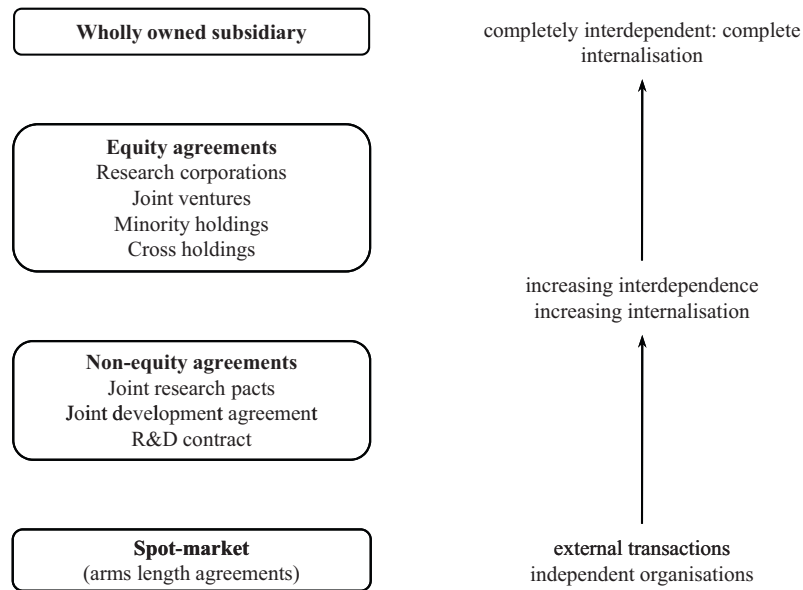 Wholly owned subsidiary
completely interdependent: complete
internalisation
Equity agreements
Research corporations
Joint ventures
Minority holdings
Cross holdings
increasing interdependence
increasing internalisation
Non-equity agreements
Joint research pacts
Joint development agreement
R&D contract
Spot-market
(arms length agreements)
external transactions
independent organisations